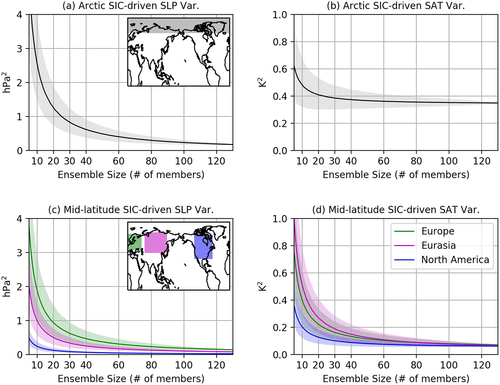 (a) Arctic SIC-driven SLP Var.
4
3
2
1
0
hPa²
10 20 30 40 60 80 100 120
Ensemble Size (# of members)
(b) Arctic SIC-driven SAT Var.
1.0
0.8
0.6
0.4
0.2
0.0
K²
10 20 30 40 60 80 100 120
Ensemble Size (# of members)
(c) Mid-latitude SIC-driven SLP Var.
4
3
2
1
0
hPa²
10 20 30 40 60 80 100 120
Ensemble Size (# of members)
(d) Mid-latitude SIC-driven SAT Var.
1.0
0.8
0.6
0.4
0.2
0.0
K²
Europe
Eurasia
North America
10 20 30 40 60 80 100 120
Ensemble Size (# of members)